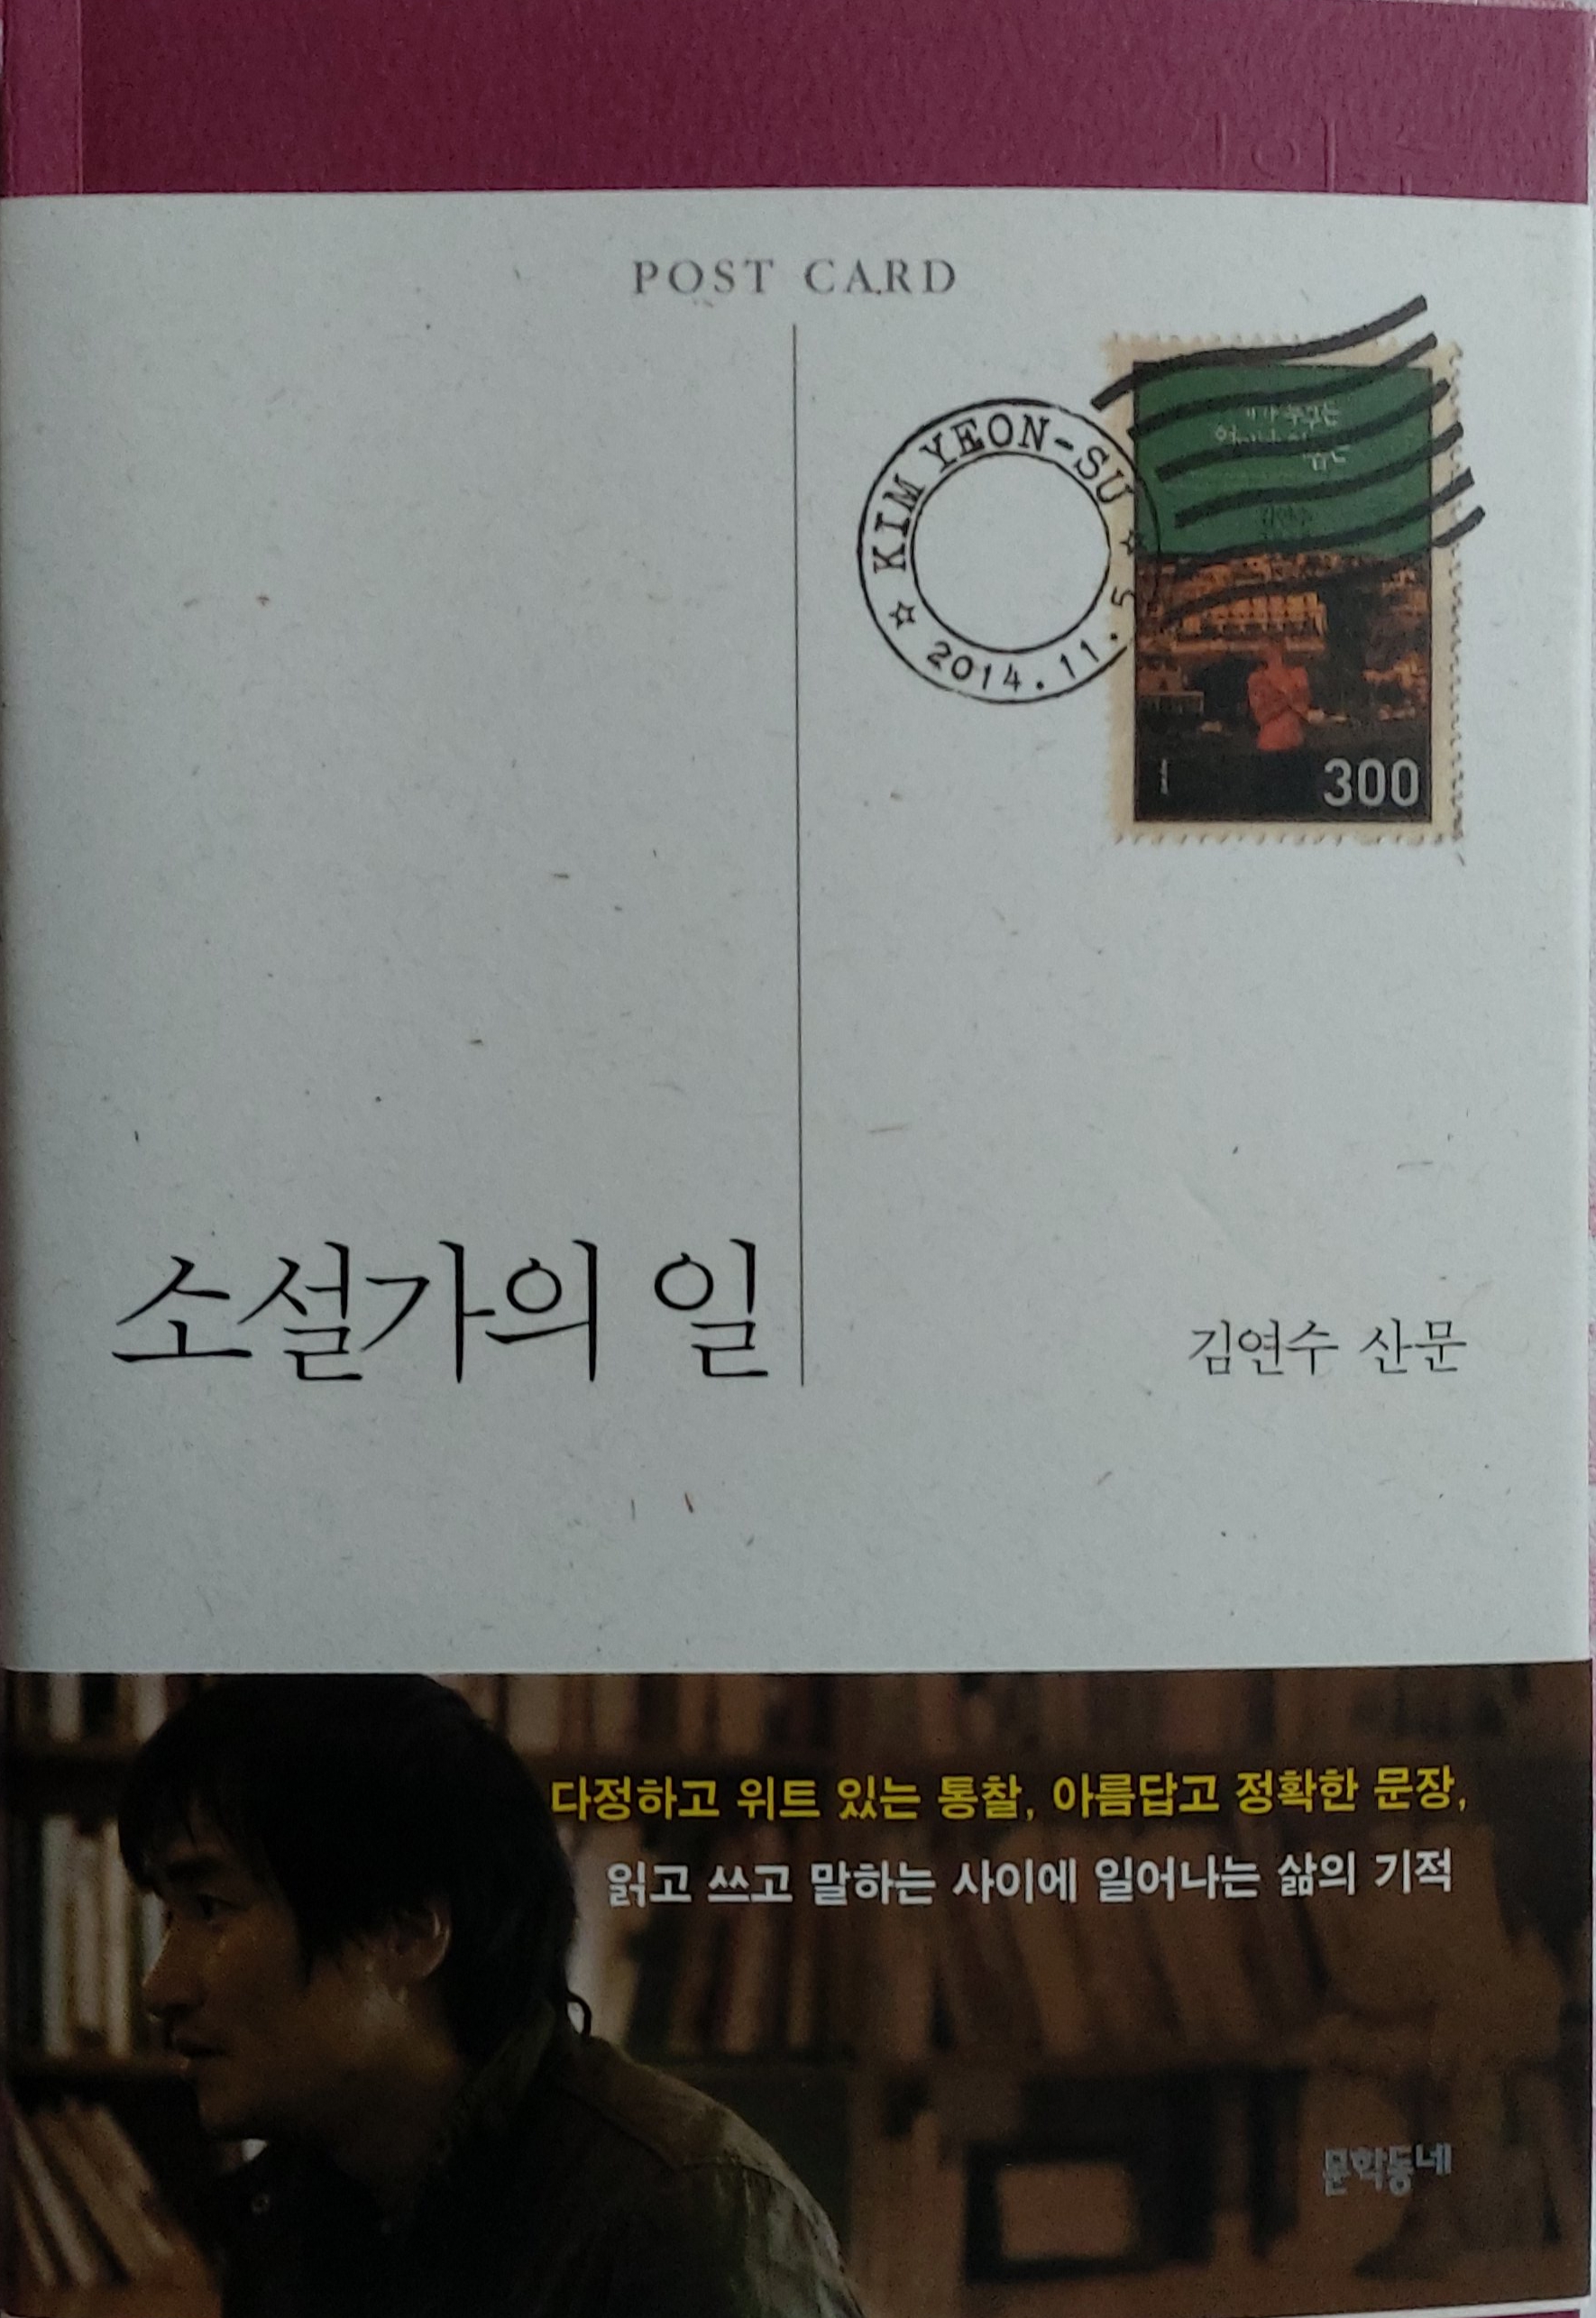 POST CARD
KIM YEON-SU
2014.11.5
300
소설가의 일
김연수 산문
다정하고 위트 있는 통찰, 아름답고 정확한 문장,
읽고 쓰고 말하는 사이에 일어나는 삶의 기적
문학동네